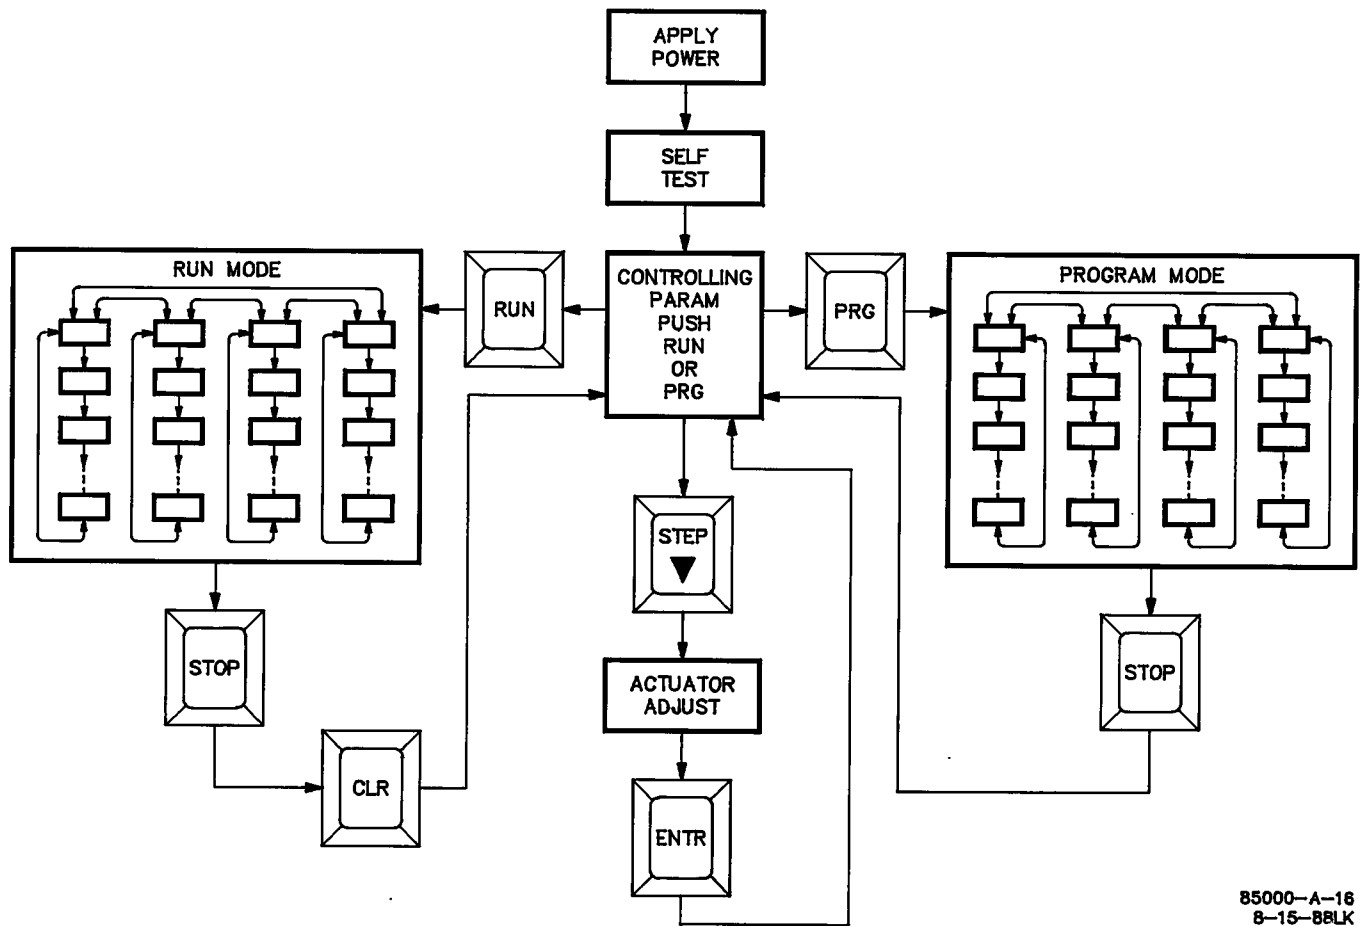 APPLY
POWER
SELF
TEST
RUN MODE
RUN
CONTROLLING
PARAM
PUSH
RUN
OR
PRG
PRG
PROGRAM MODE
STEP
STOP
ACTUATOR
ADJUST
STOP
CLR
ENTR
85000-A-16
8-15-88LK